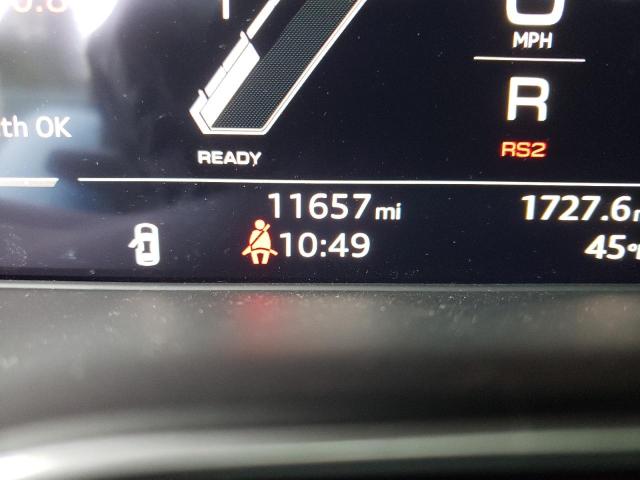 MPH
R
th OK
READY
RS2
11657 mi 1727.6
10:49 45°F